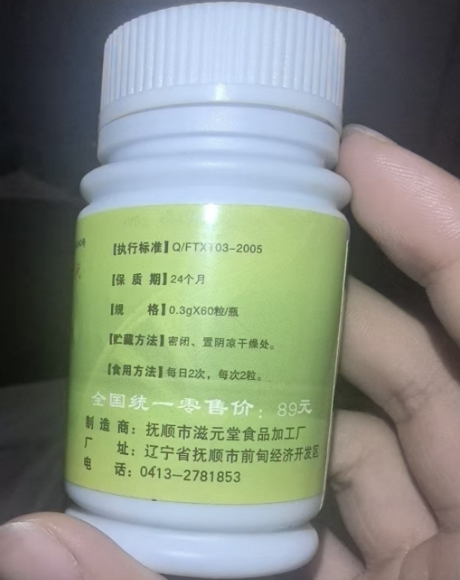 【执行标准】Q/FTXT03-2005
【保 质 期】24个月
【规 格】0.3gX60粒/瓶
【贮藏方法】密闭、置阴凉干燥处。
【食用方法】每日2次，每次2粒。
全国统一零售价：89元
制 造 商：抚顺市滋元堂食品加工厂
厂 址：辽宁省抚顺市前甸经济开发区
电 话：0413-2781853